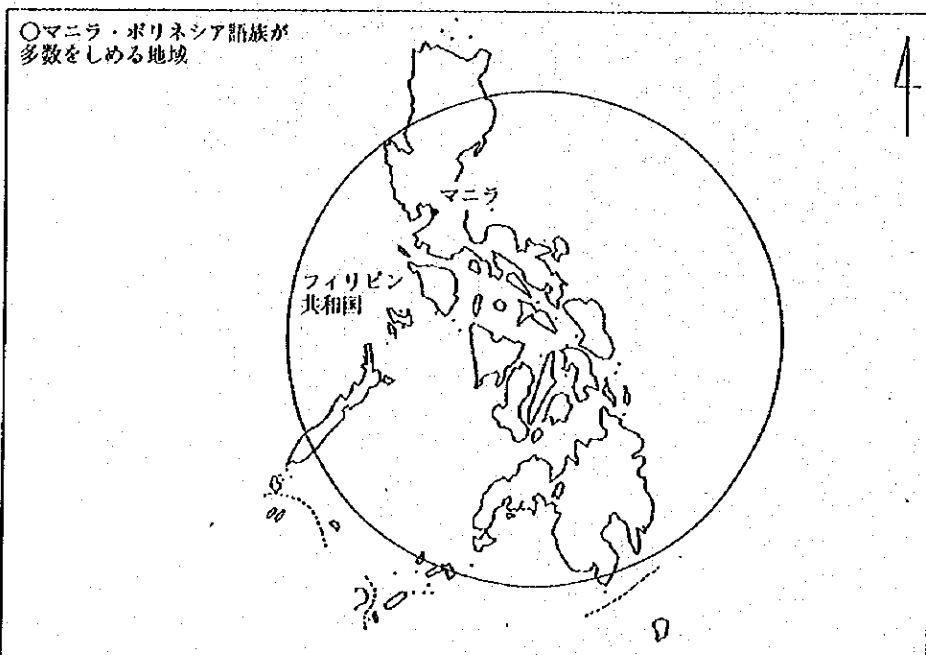 ○マニラ・ポリネシア語族が
多数をしめる地域
マニラ
フィリピン
共和国